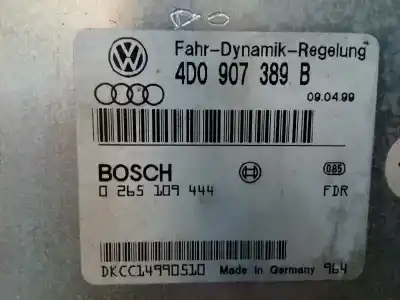 Fahr-Dynamik-Regelung
4D0 907 389 B
09.04.99
BOSCH
085
0 265 109 444
FDR
DKCC14990510 Made in Germany 964